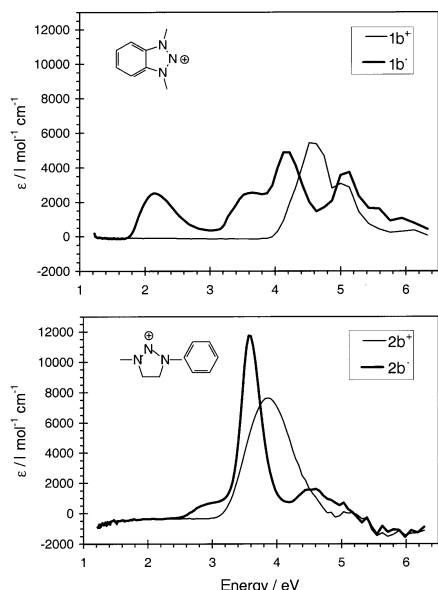 12000
10000
8000
6000
4000
2000
0
-2000
ε / l mol⁻¹ cm⁻¹
N
N
N
⊕
1b⁺
1b˙
1 2 3 4 5 6
12000
10000
8000
6000
4000
2000
0
-2000
ε / l mol⁻¹ cm⁻¹
⊕
N
N
N
2b⁺
2b˙
1 2 3 4 5 6
Energy / eV